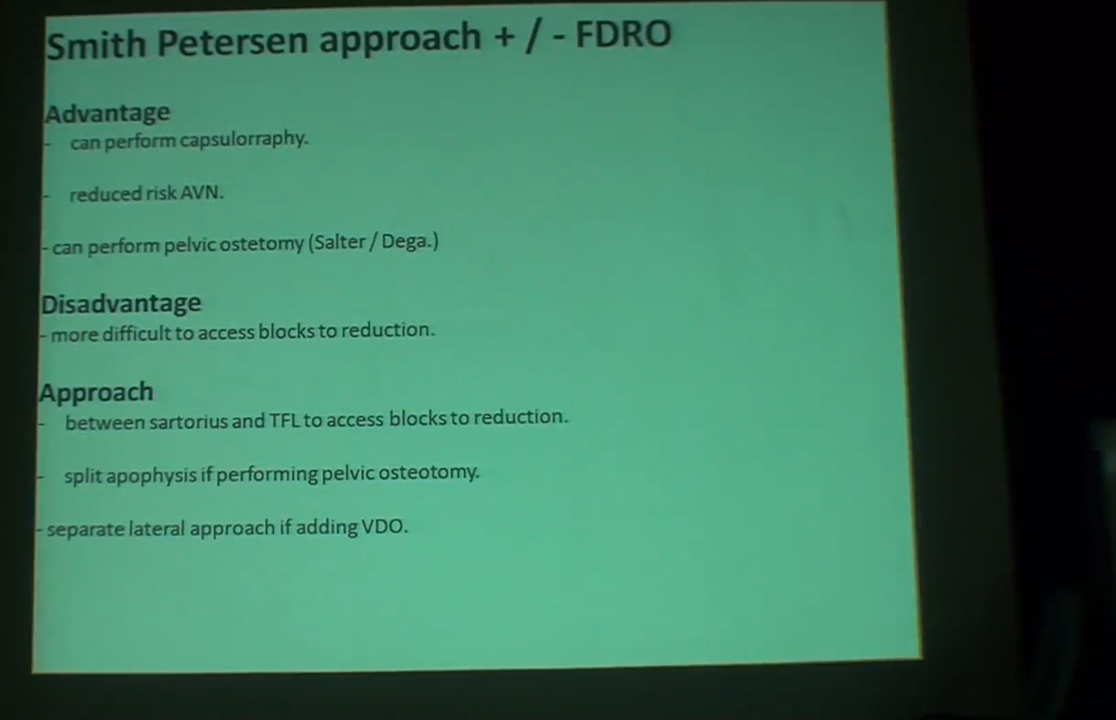 Smith Petersen approach + / - FDRO
Advantage
- can perform capsulorraphy.
- reduced risk AVN.
- can perform pelvic ostetomy (Salter / Dega.)
Disadvantage
- more difficult to access blocks to reduction.
Approach
- between sartorius and TFL to access blocks to reduction.
- split apophysis if performing pelvic osteotomy.
- separate lateral approach if adding VDO.